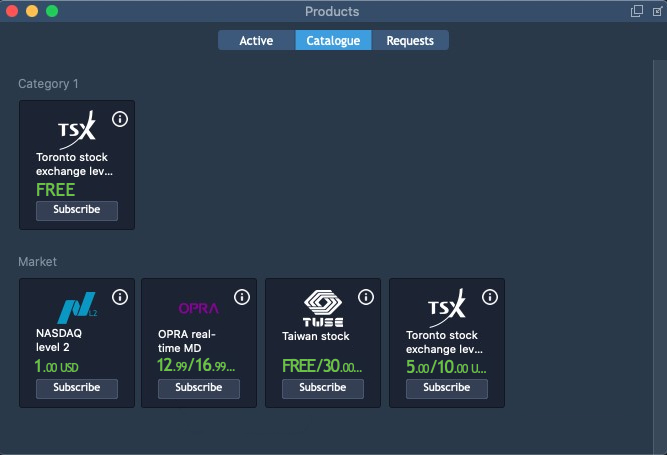 Products
Active Catalogue Requests
Category 1
TSX
Toronto stock
exchange lev...
FREE
Subscribe
Market
L2
NASDAQ
level 2
1.00 USD
Subscribe
OPRA
OPRA real-
time MD
12.99/16.99...
Subscribe
TWSE
Taiwan stock
FREE/30.00...
Subscribe
TSX
Toronto stock
exchange lev...
5.00/10.00 U...
Subscribe